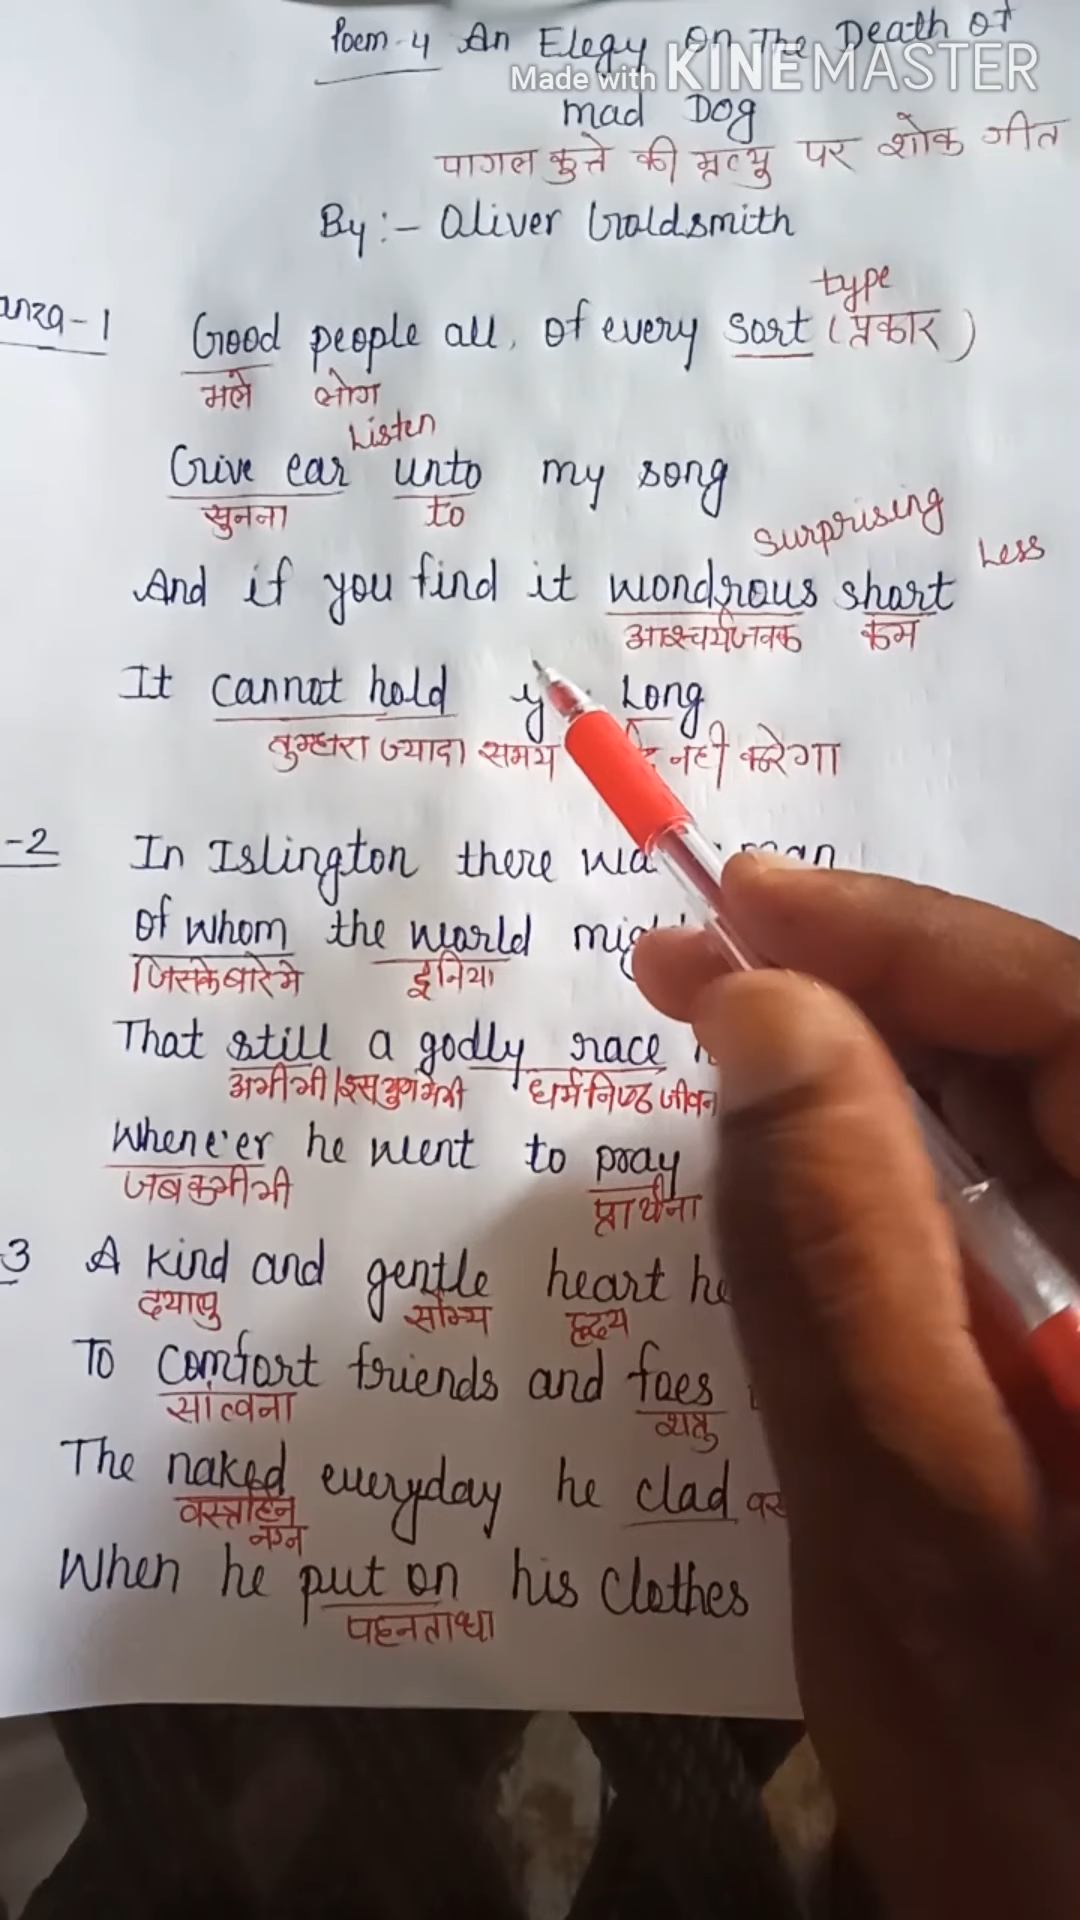 Poem-4 An Elegy On The Death of
Made with KINEMASTER
mad Dog
पागल कुत्ते की मृत्यु पर शोक गीत
By:- Oliver Goldsmith
anza-1
type
Good people all, of every sort (प्रकार)
भले लोग
Listen
Give ear unto my song
सुनना to
Surprising
Less
And if you find it wondrous short
आश्चर्यजनक कम
It cannot hold Long
तुम्हारा ज्यादा समय नही करेगा
-2 In Islington there man
Of whom the world
जिसके बारे मे दुनिया
That still a godly race
अभीभी/इस युग मे भी धर्मनिष्ठ जीवन
Whene'er he went to pray
जब कभी भी प्रार्थना
3 A kind and gentle heart he
दयालु सौम्य हृदय
To comfort friends and foes
सांत्वना शत्रु
The naked everyday he clad
वस्त्रहिन
नग्न
When he put on his clothes
पहनताथा